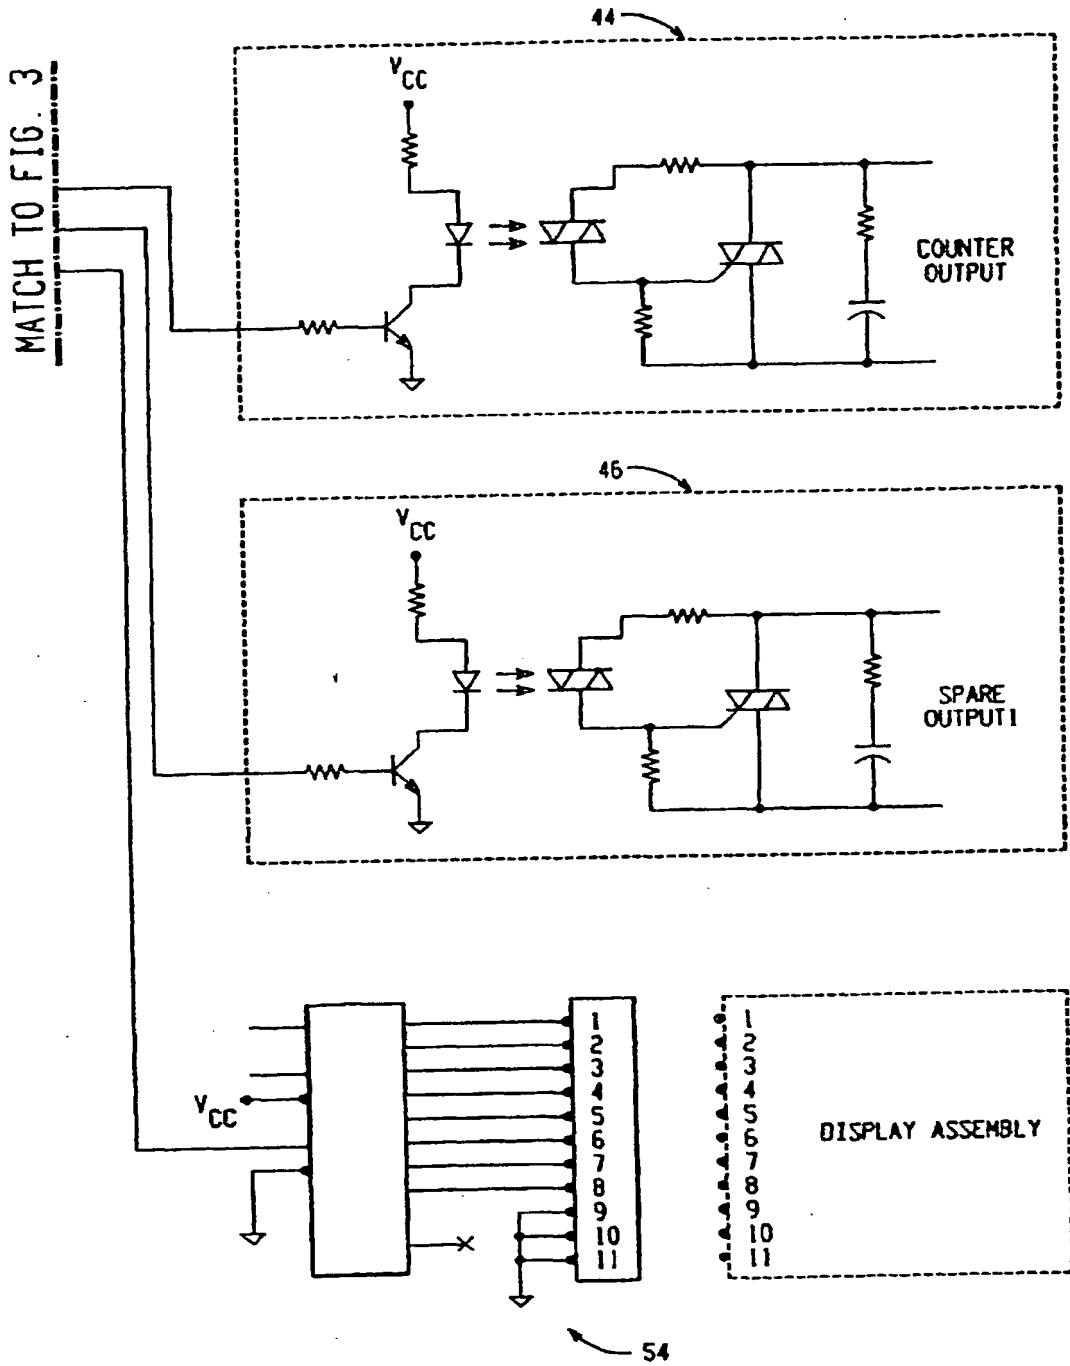 44
MATCH TO FIG. 3
VCC
COUNTER
OUTPUT
46
VCC
SPARE
OUTPUT1
VCC
1
2
3
4
5
6
7
8
9
10
11
1
2
3
4
5
6
7
8
9
10
11
DISPLAY ASSEMBLY
54